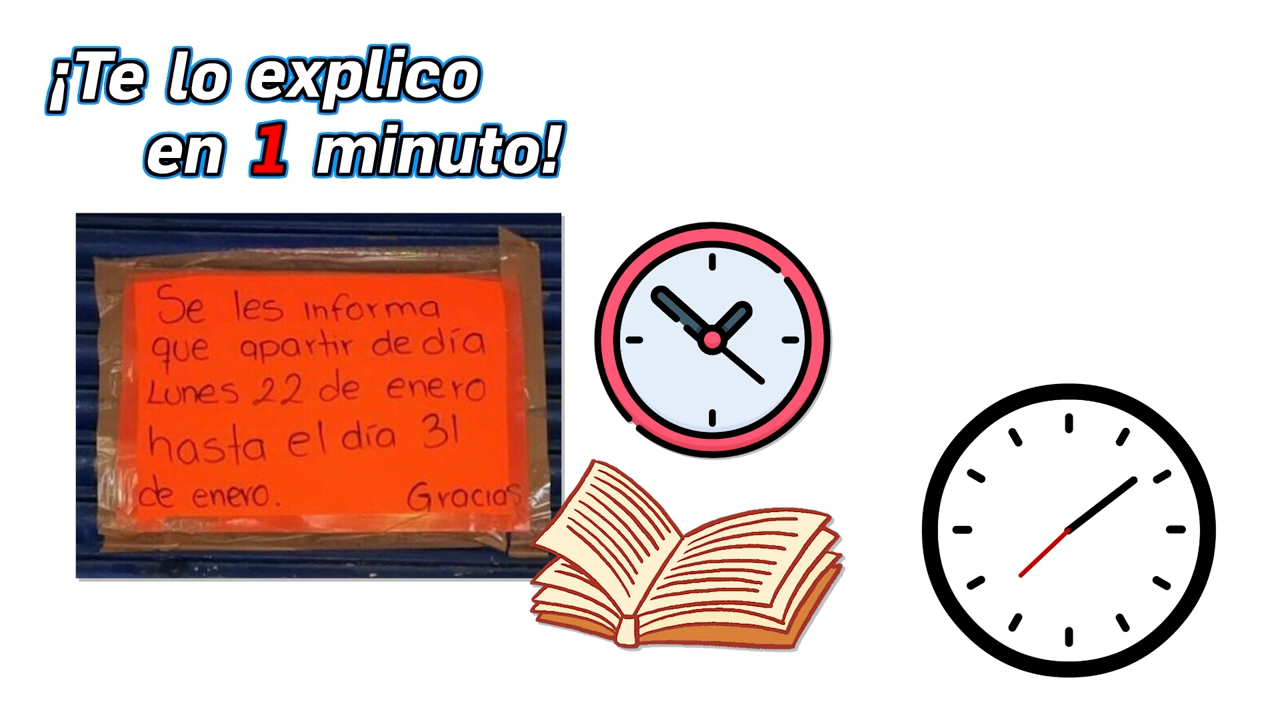 ¡Te lo explico
en 1 minuto!
Se les informa
que apartir de día
Lunes 22 de enero
hasta el día 31
de enero. Gracias